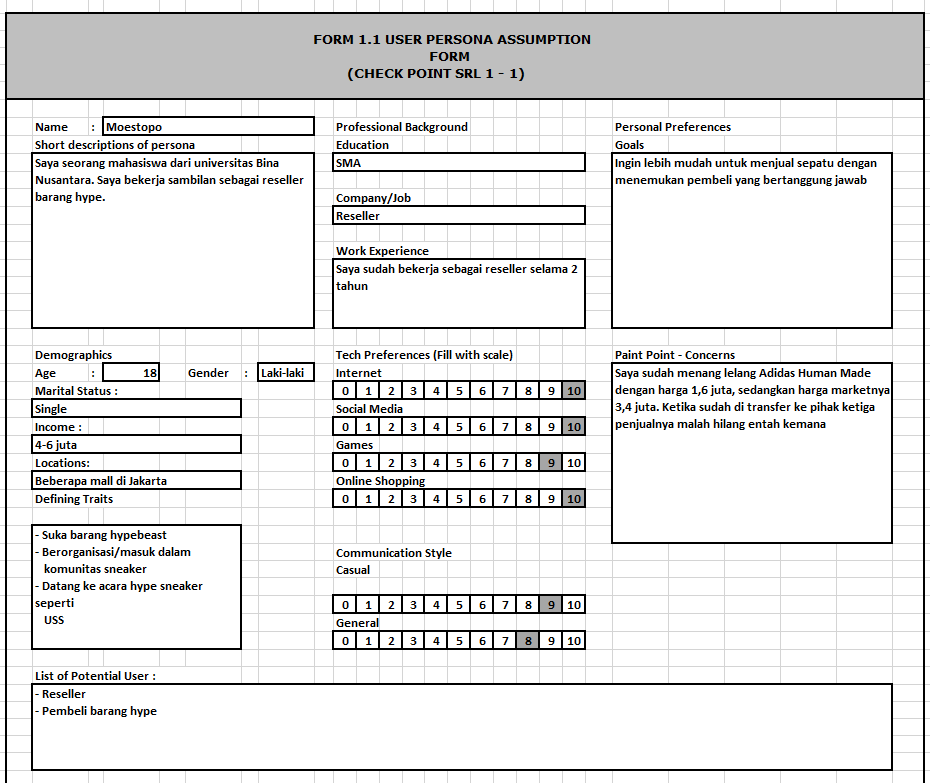 FORM 1.1 USER PERSONA ASSUMPTION
FORM
(CHECK POINT SRL 1 - 1)
Name : Moestopo
Short descriptions of persona
Saya seorang mahasiswa dari universitas Bina
Nusantara. Saya bekerja sambilan sebagai reseller
barang hype.
Professional Background
Education
SMA
Company/Job
Reseller
Work Experience
Saya sudah bekerja sebagai reseller selama 2
tahun
Personal Preferences
Goals
Ingin lebih mudah untuk menjual sepatu dengan
menemukan pembeli yang bertanggung jawab
Demographics
Age : 18 Gender : Laki-laki
Marital Status :
Single
Income :
4-6 juta
Locations:
Beberapa mall di Jakarta
Defining Traits
- Suka barang hypebeast
- Berorganisasi/masuk dalam
komunitas sneaker
- Datang ke acara hype sneaker
seperti
USS
Tech Preferences (Fill with scale)
Internet
0 1 2 3 4 5 6 7 8 9 10
Social Media
0 1 2 3 4 5 6 7 8 9 10
Games
0 1 2 3 4 5 6 7 8 9 10
Online Shopping
0 1 2 3 4 5 6 7 8 9 10
Communication Style
Casual
0 1 2 3 4 5 6 7 8 9 10
General
0 1 2 3 4 5 6 7 8 9 10
Paint Point - Concerns
Saya sudah menang lelang Adidas Human Made
dengan harga 1,6 juta, sedangkan harga marketnya
3,4 juta. Ketika sudah di transfer ke pihak ketiga
penjualnya malah hilang entah kemana
List of Potential User :
- Reseller
- Pembeli barang hype